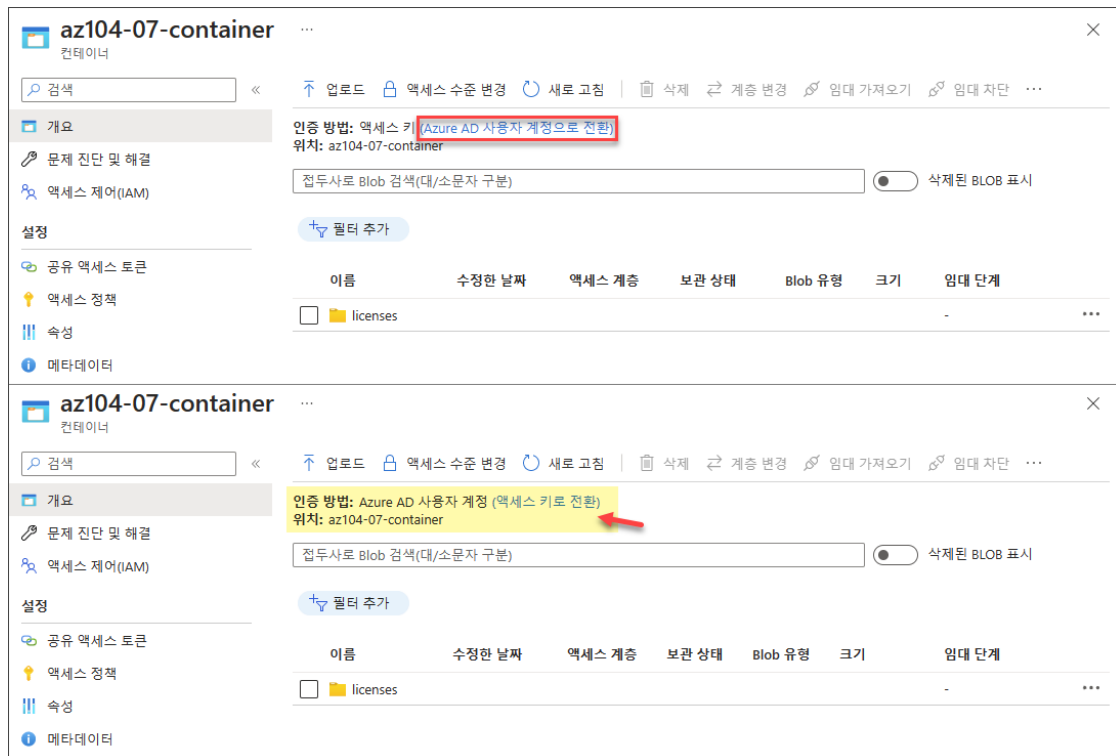 az104-07-container ...
컨테이너
검색 «
업로드 액세스 수준 변경 새로 고침 삭제 계층 변경 임대 가져오기 임대 차단 ...
개요
문제 진단 및 해결
액세스 제어(IAM)
설정
공유 액세스 토큰
액세스 정책
속성
메타데이터
인증 방법: 액세스 키 (Azure AD 사용자 계정으로 전환)
위치: az104-07-container
접두사로 Blob 검색(대/소문자 구분)
삭제된 BLOB 표시
필터 추가
이름 수정한 날짜 액세스 계층 보관 상태 Blob 유형 크기 임대 단계
licenses - ...
az104-07-container ...
컨테이너
검색 «
업로드 액세스 수준 변경 새로 고침 삭제 계층 변경 임대 가져오기 임대 차단 ...
개요
문제 진단 및 해결
액세스 제어(IAM)
설정
공유 액세스 토큰
액세스 정책
속성
메타데이터
인증 방법: Azure AD 사용자 계정 (액세스 키로 전환)
위치: az104-07-container
접두사로 Blob 검색(대/소문자 구분)
삭제된 BLOB 표시
필터 추가
이름 수정한 날짜 액세스 계층 보관 상태 Blob 유형 크기 임대 단계
licenses - ...